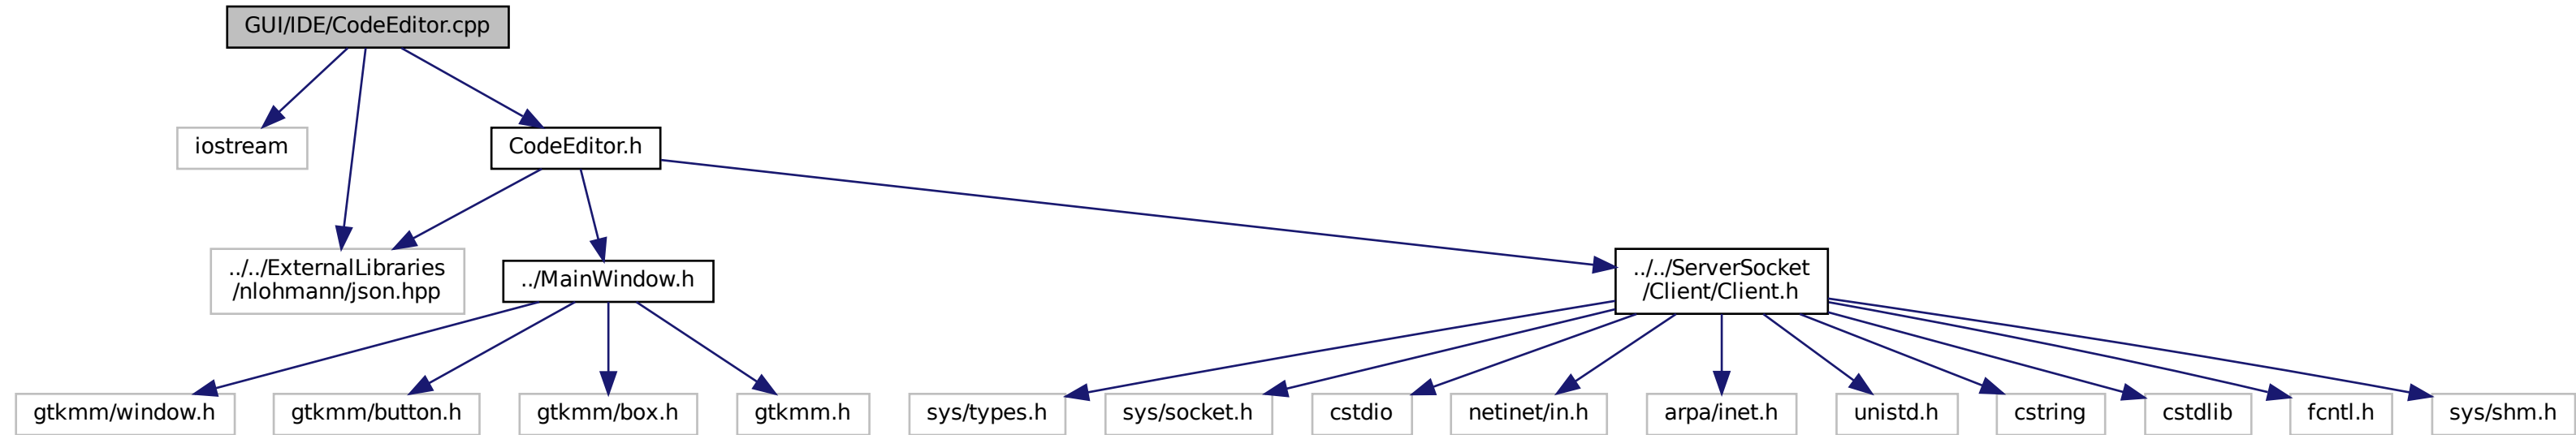 GUI/IDE/CodeEditor.cpp
iostream
CodeEditor.h
../../ExternalLibraries
/nlohmann/json.hpp
../MainWindow.h
../../ServerSocket
/Client/Client.h
gtkmm/window.h
gtkmm/button.h
gtkmm/box.h
gtkmm.h
sys/types.h
sys/socket.h
cstdio
netinet/in.h
arpa/inet.h
unistd.h
cstring
cstdlib
fcntl.h
sys/shm.h